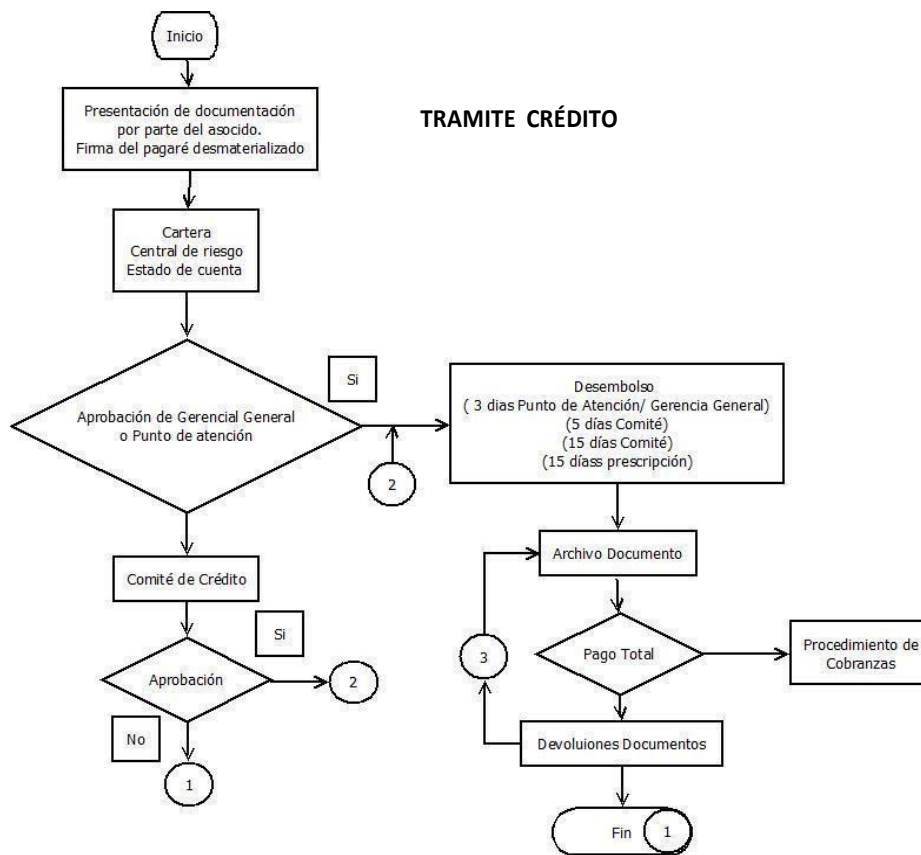 Inicio
Presentación de documentación
por parte del asocido.
Firma del pagaré desmaterializado
TRAMITE CRÉDITO
Cartera
Central de riesgo
Estado de cuenta
Si
Aprobación de Gerencial General
o Punto de atención
Desembolso
( 3 dias Punto de Atención/ Gerencia General)
(5 días Comité)
(15 días Comité)
(15 díass prescripción)
2
Comité de Crédito
Archivo Documento
Si
Aprobación
2
3
Pago Total
Procedimiento de
Cobranzas
No
Devoluiones Documentos
1
Fin
1